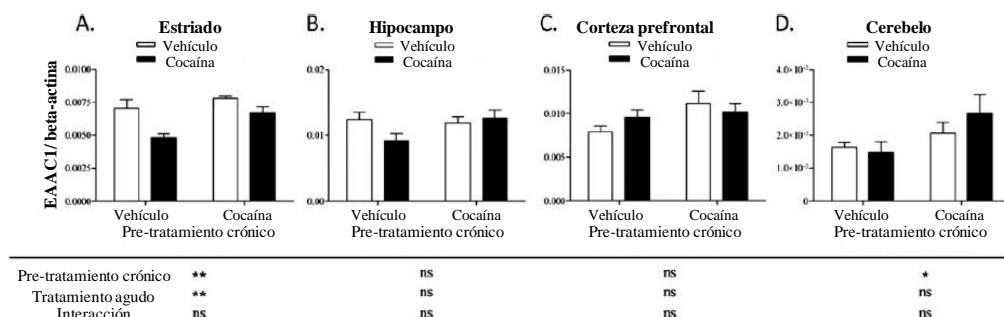 A. Estriado
Vehículo
Cocaína
EAAC1/beta-actina
0.0100
0.0075
0.0050
0.0025
0.0000
Vehículo Cocaína
Pre-tratamiento crónico
B. Hipocampo
Vehículo
Cocaína
0.02
0.01
0.00
Vehículo Cocaína
Pre-tratamiento crónico
C. Corteza prefrontal
Vehículo
Cocaína
0.015
0.010
0.005
0.000
Vehículo Cocaína
Pre-tratamiento crónico
D. Cerebelo
Vehículo
Cocaína
0
Vehículo Cocaína
Pre-tratamiento crónico
Pre-tratamiento crónico ** ns ns *
Tratamiento agudo ** ns ns ns
Interacción ns ns ns ns